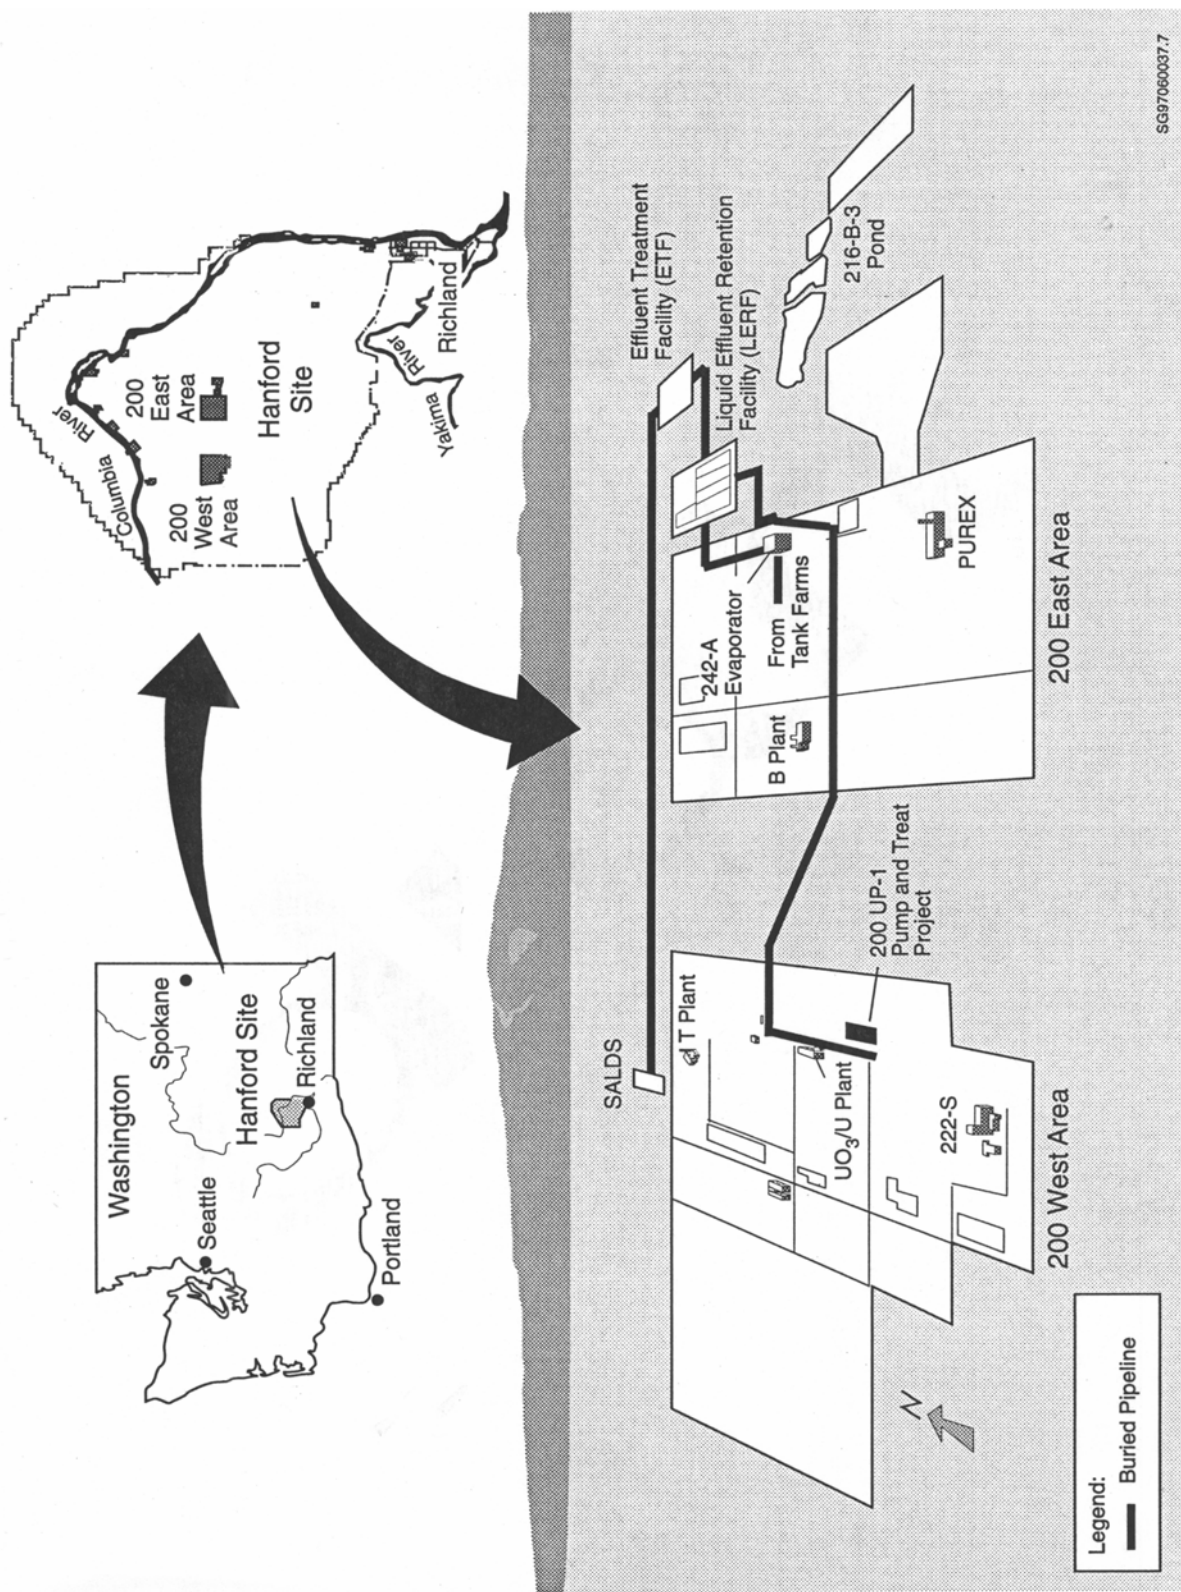 Washington
Spokane
Seattle
Hanford Site
Richland
Portland
Columbia
River
200
West
Area
200
East
Area
Hanford
Site
Yakima
River
Richland
SALDS
T Plant
UO₃/U Plant
200 UP-1
Pump and Treat
Project
222-S
200 West Area
B Plant
242-A
Evaporator
From
Tank Farms
PUREX
200 East Area
Effluent Treatment
Facility (ETF)
Liquid Effluent Retention
Facility (LERF)
216-B-3
Pond
N
Legend:
Buried Pipeline
SG97060037.7